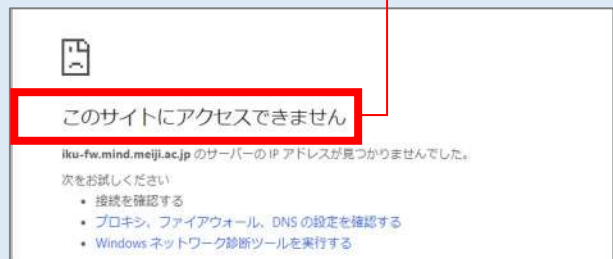 このサイトにアクセスできません
iku-fw.mind.meiji.ac.jp のサーバーの IP アドレスが見つかりませんでした。
次をお試しください
• 接続を確認する
• プロキシ、ファイアウォール、DNS の設定を確認する
• Windows ネットワーク診断ツールを実行する